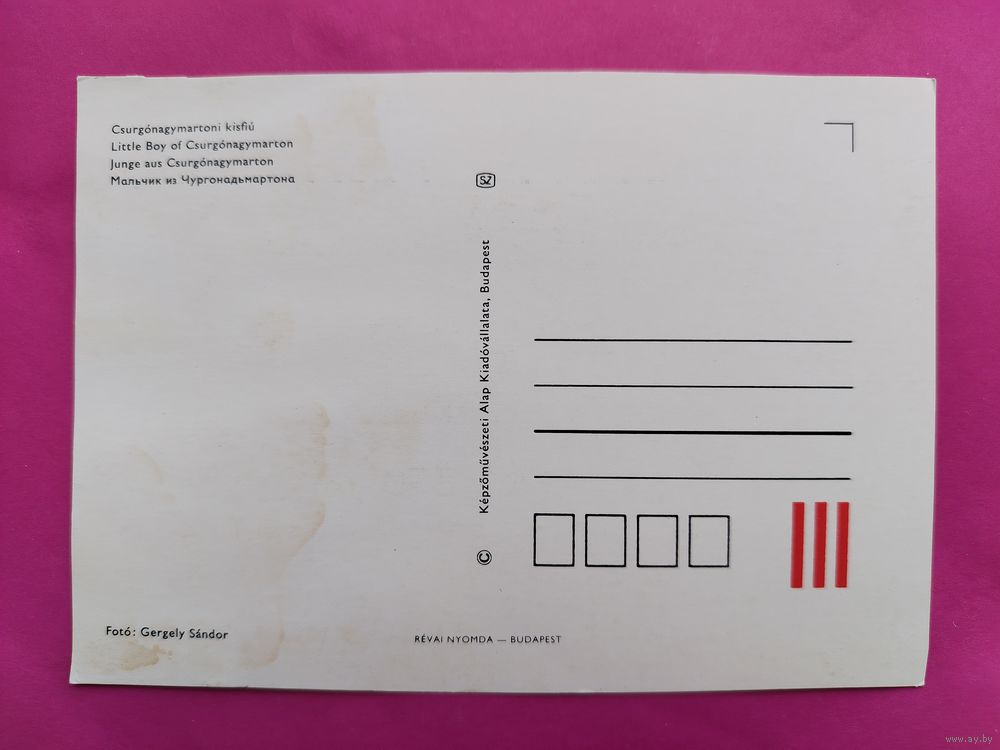 Csurgónagymartoni kisfiú
Little Boy of Csurgónagymarton
Junge aus Csurgónagymarton
Мальчик из Чургонадьмартона
SZ
Képzőművészeti Alap Kiadóvállalata, Budapest
©
Fotó: Gergely Sándor
RÉVAI NYOMDA — BUDAPEST
www.ay.by